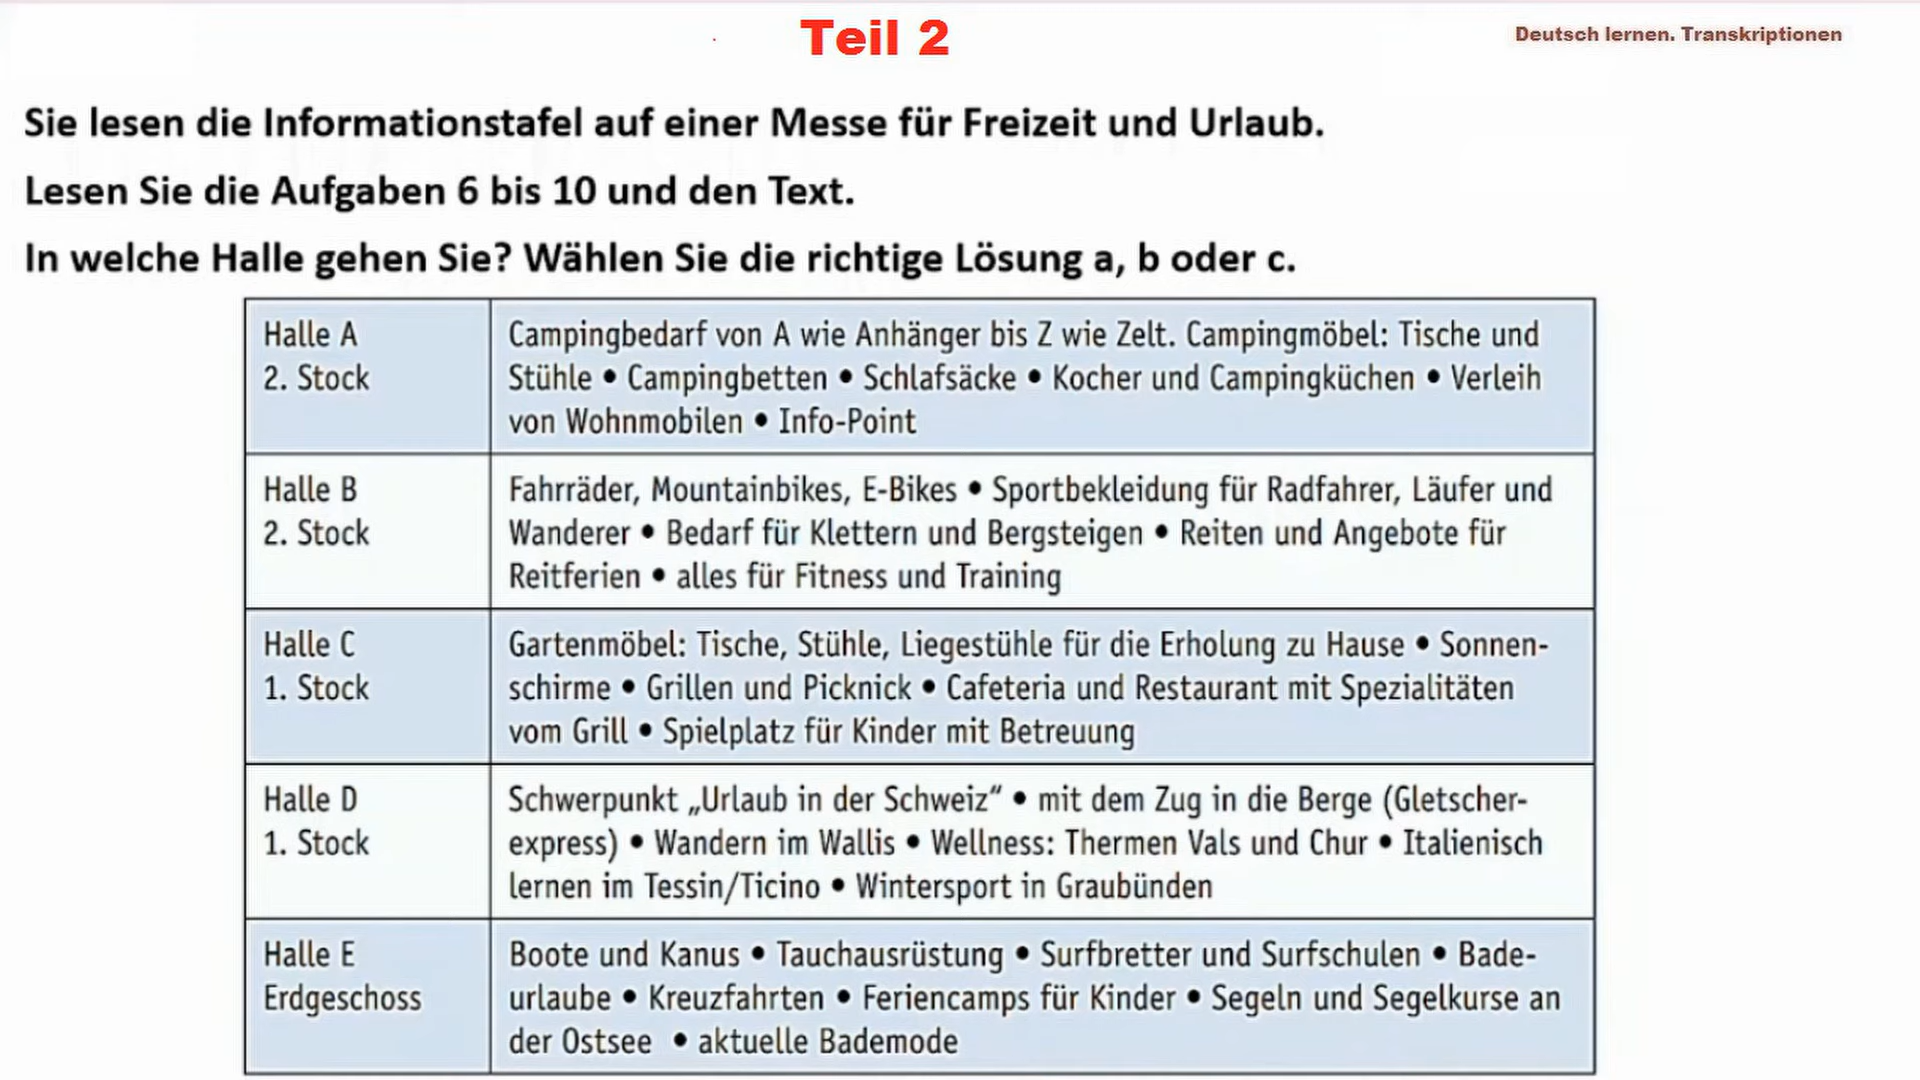 Teil 2
Deutsch lernen. Transkriptionen
Sie lesen die Informationstafel auf einer Messe für Freizeit und Urlaub.
Lesen Sie die Aufgaben 6 bis 10 und den Text.
In welche Halle gehen Sie? Wählen Sie die richtige Lösung a, b oder c.
Halle A
2. Stock
Campingbedarf von A wie Anhänger bis Z wie Zelt. Campingmöbel: Tische und
Stühle • Campingbetten • Schlafsäcke • Kocher und Campingküchen • Verleih
von Wohnmobilen • Info-Point
Halle B
2. Stock
Fahrräder, Mountainbikes, E-Bikes • Sportbekleidung für Radfahrer, Läufer und
Wanderer • Bedarf für Klettern und Bergsteigen • Reiten und Angebote für
Reitferien • alles für Fitness und Training
Halle C
1. Stock
Gartenmöbel: Tische, Stühle, Liegestühle für die Erholung zu Hause • Sonnen-
schirme • Grillen und Picknick • Cafeteria und Restaurant mit Spezialitäten
vom Grill • Spielplatz für Kinder mit Betreuung
Halle D
1. Stock
Schwerpunkt „Urlaub in der Schweiz“ • mit dem Zug in die Berge (Gletscher-
express) • Wandern im Wallis • Wellness: Thermen Vals und Chur • Italienisch
lernen im Tessin/Ticino • Wintersport in Graubünden
Halle E
Erdgeschoss
Boote und Kanus • Tauchausrüstung • Surfbretter und Surfschulen • Bade-
urlaube • Kreuzfahrten • Feriencamps für Kinder • Segeln und Segelkurse an
der Ostsee • aktuelle Bademode